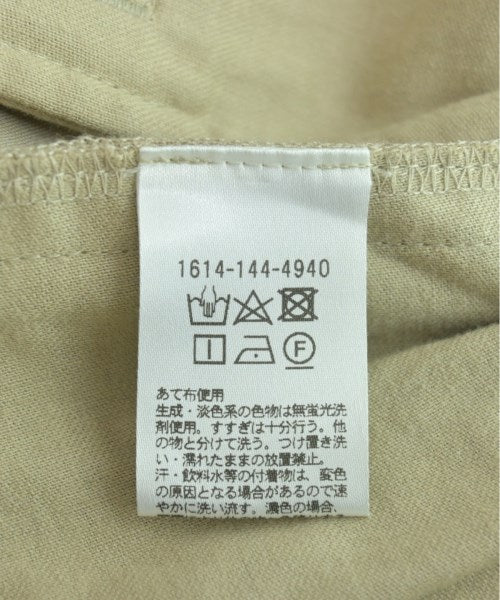 1614-144-4940
F
あて布使用
生成・淡色系の色物は無蛍光洗
剤使用。すすぎは十分行う。他
の物と分けて洗う。つけ置き洗
い・濡れたままの放置禁止。
汗・飲料水等の付着物は、変色
の原因となる場合があるので速
やかに洗い流す。濃色の場合、